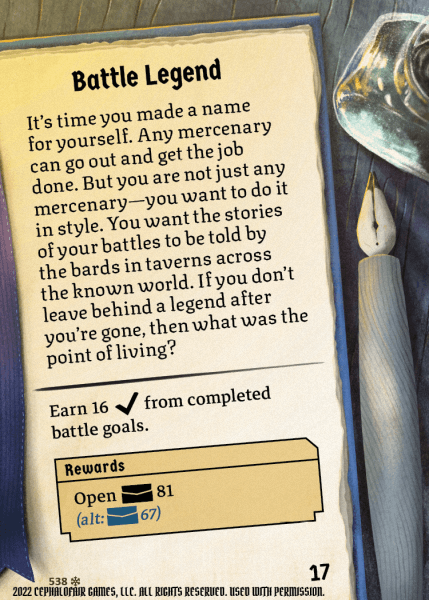 Battle Legend
It's time you made a name
for yourself. Any mercenary
can go out and get the job
done. But you are not just any
mercenary—you want to do it
in style. You want the stories
of your battles to be told by
the bards in taverns across
the known world. If you don't
leave behind a legend after
you're gone, then what was the
point of living?
Earn 16 ✓ from completed
battle goals.
Rewards
Open 81
(alt: 67)
538
17
2022 CEPHALOFAIR GAMES, LLC. ALL RIGHTS RESERVED. USED WITH PERMISSION.